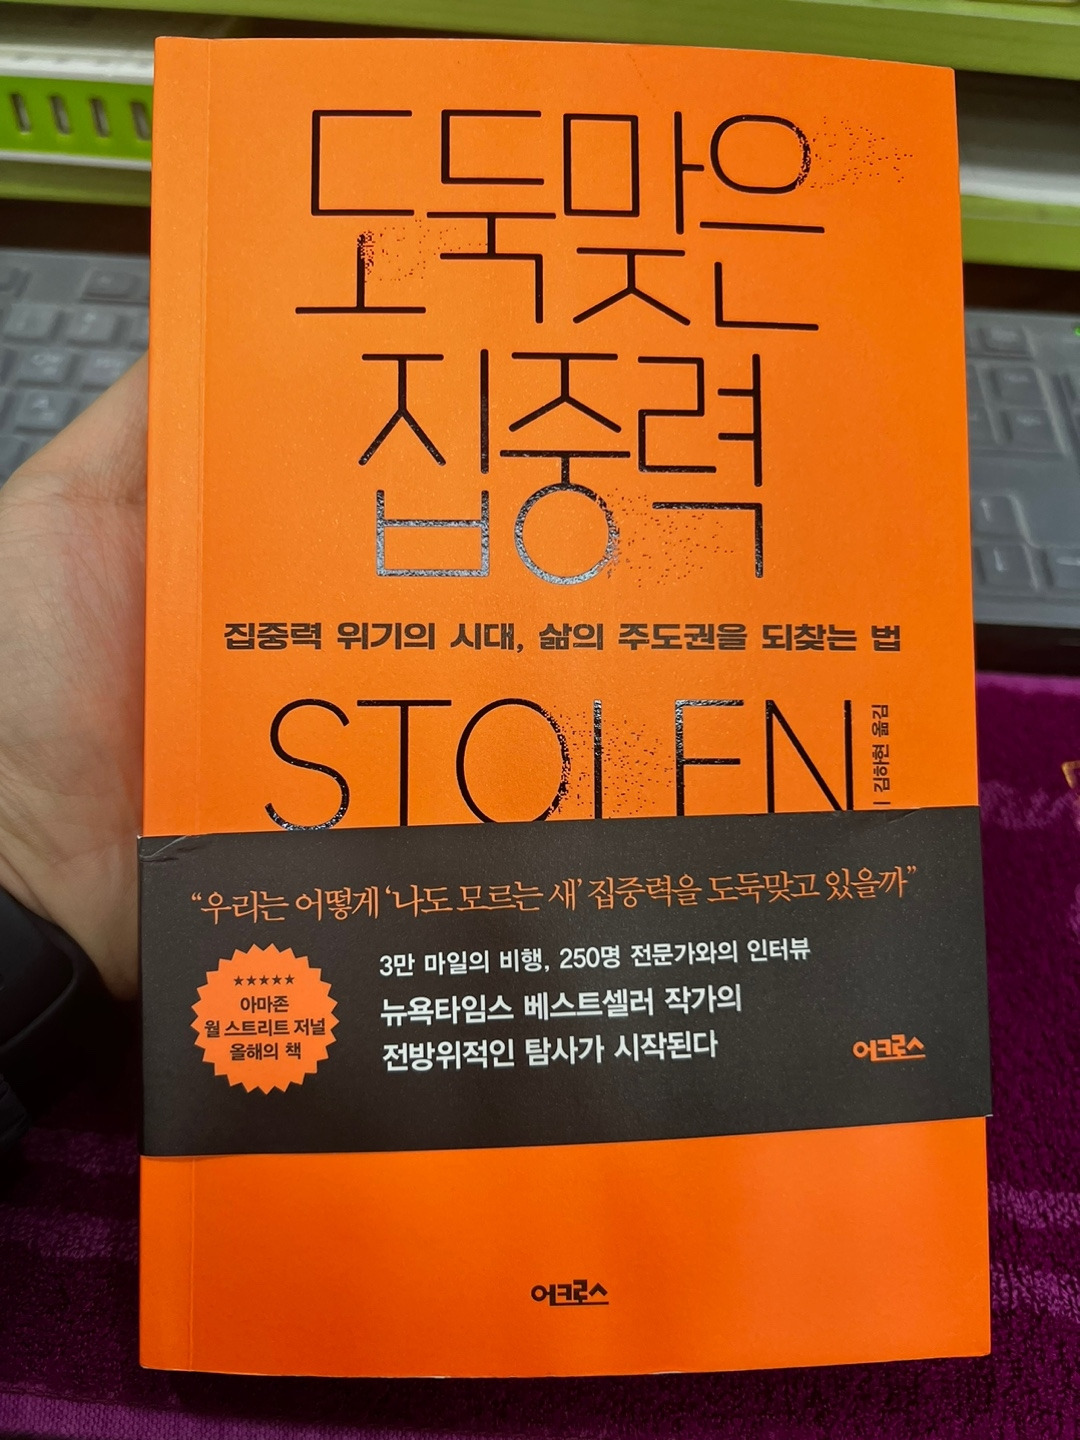 도둑맞은
집중력
집중력 위기의 시대, 삶의 주도권을 되찾는 법
STOLEN
| 김하현 옮김
“우리는 어떻게 ‘나도 모르는 새’ 집중력을 도둑맞고 있을까”
★★★★★
아마존
월 스트리트 저널
올해의 책
3만 마일의 비행, 250명 전문가와의 인터뷰
뉴욕타임스 베스트셀러 작가의
전방위적인 탐사가 시작된다
어크로스
어크로스